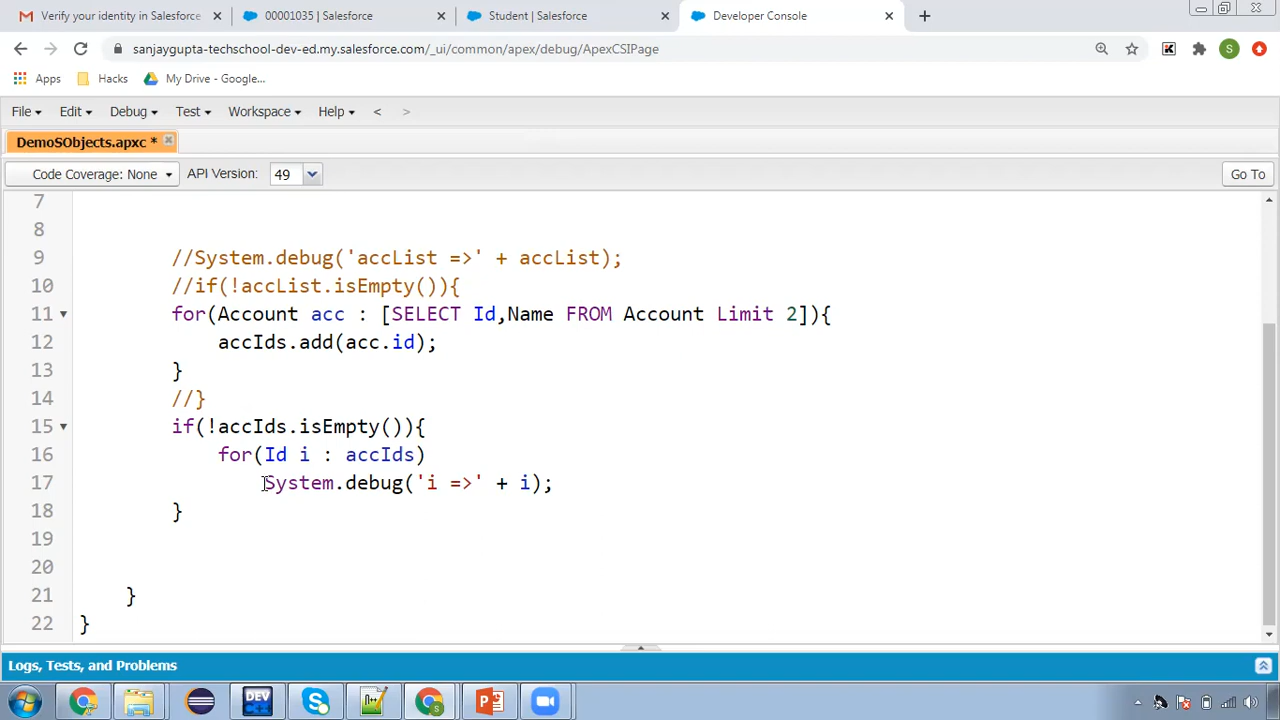 Verify your identity in Salesforce
00001035 | Salesforce
Student | Salesforce
Developer Console
sanjaygupta-techschool-dev-ed.my.salesforce.com/_ui/common/apex/debug/ApexCSIPage
S
Apps
Hacks
My Drive - Google...
File
Edit
Debug
Test
Workspace
Help
<
>
DemoSObjects.apxc *
Code Coverage: None
API Version:
49
Go To
7
8
9 //System.debug('accList =>' + accList);
10 //if(!accList.isEmpty()){
11 for(Account acc : [SELECT Id,Name FROM Account Limit 2]){
12 accIds.add(acc.id);
13 }
14 //}
15 if(!accIds.isEmpty()){
16 for(Id i : accIds)
17 System.debug('i =>' + i);
18 }
19
20
21 }
22 }
Logs, Tests, and Problems
DEV
C++